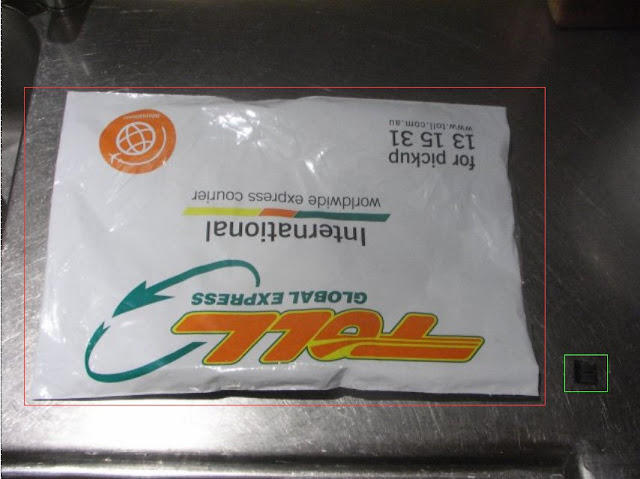 TOLL
GLOBAL EXPRESS
International
worldwide express courier
for pickup
13 15 31
www.toll.com.au